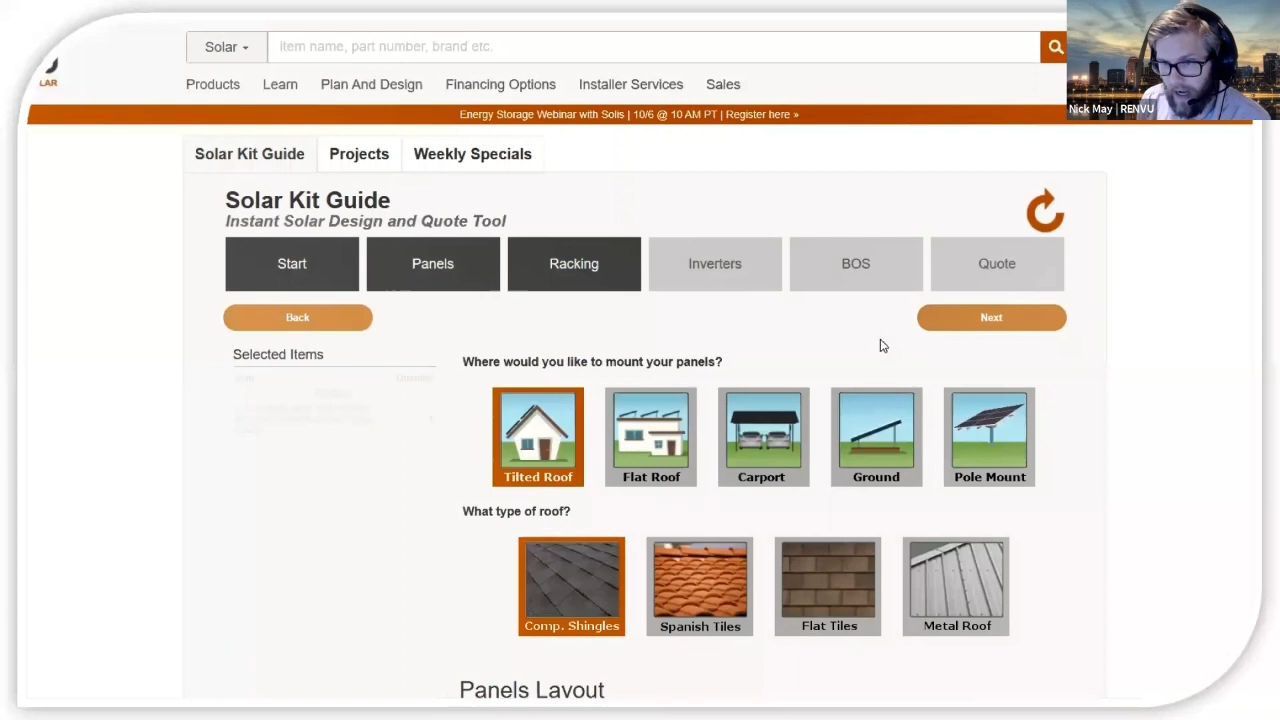 LAR
Solar
Item name, part number, brand etc.
Products Learn Plan And Design Financing Options Installer Services Sales
Nick May | RENVU
Energy Storage Webinar with Solis | 10/6 @ 10 AM PT | Register here »
Solar Kit Guide Projects Weekly Specials
Solar Kit Guide
Instant Solar Design and Quote Tool
Start Panels Racking Inverters BOS Quote
Back Next
Selected Items
Where would you like to mount your panels?
Tilted Roof Flat Roof Carport Ground Pole Mount
What type of roof?
Comp. Shingles Spanish Tiles Flat Tiles Metal Roof
Panels Layout